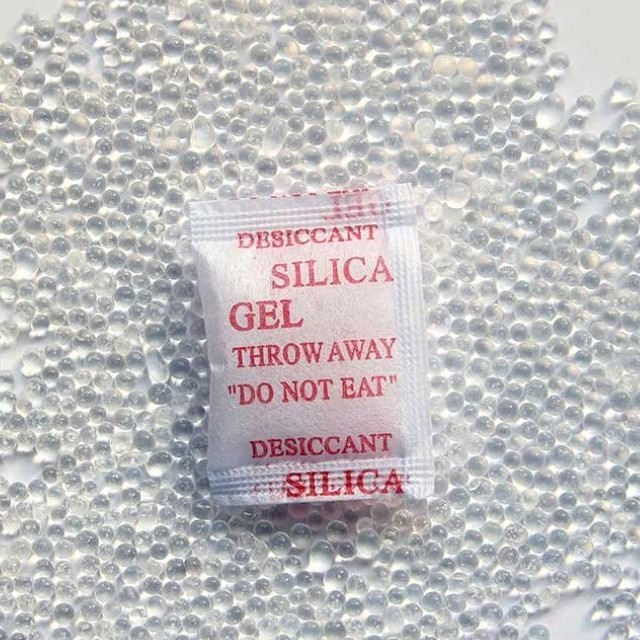 DESICCANT
SILICA
GEL
THROW AWAY
"DO NOT EAT"
DESICCANT
SILICA